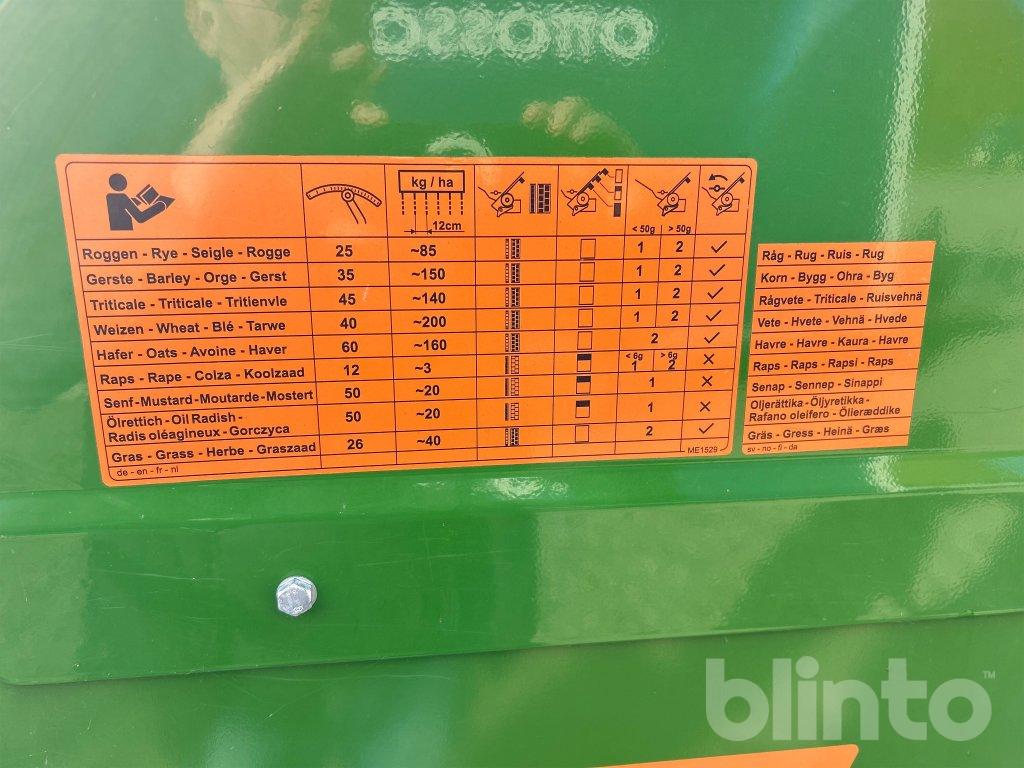 OTTOSSO
kg / ha
12cm
< 50g > 50g
Roggen - Rye - Seigle - Rogge 25 ~85 1 2
Gerste - Barley - Orge - Gerst 35 ~150 1 2
Triticale - Triticale - Tritienvle 45 ~140 1 2
Weizen - Wheat - Blé - Tarwe 40 ~200 1 2
Hafer - Oats - Avoine - Haver 60 ~160 2
Raps - Rape - Colza - Koolzaad 12 ~3 < 6g 1 > 6g 2
Senf-Mustard-Moutarde-Mostert 50 ~20 1
Ölrettich - Oil Radish -
Radis oléagineux - Gorczyca 50 ~20 1
Gras - Grass - Herbe - Graszaad 26 ~40 2
de - en - fr - nl
ME1529
Råg - Rug - Ruis - Rug
Korn - Bygg - Ohra - Byg
Rågvete - Triticale - Ruisvehnä
Vete - Hvete - Vehnä - Hvede
Havre - Havre - Kaura - Havre
Raps - Raps - Rapsi - Raps
Senap - Sennep - Sinappi
Oljerättika - Öljyretikka -
Rafano oleifero - Ölieræddike
Gräs - Gress - Heinä - Græs
sv - no - fi - da
blinto™